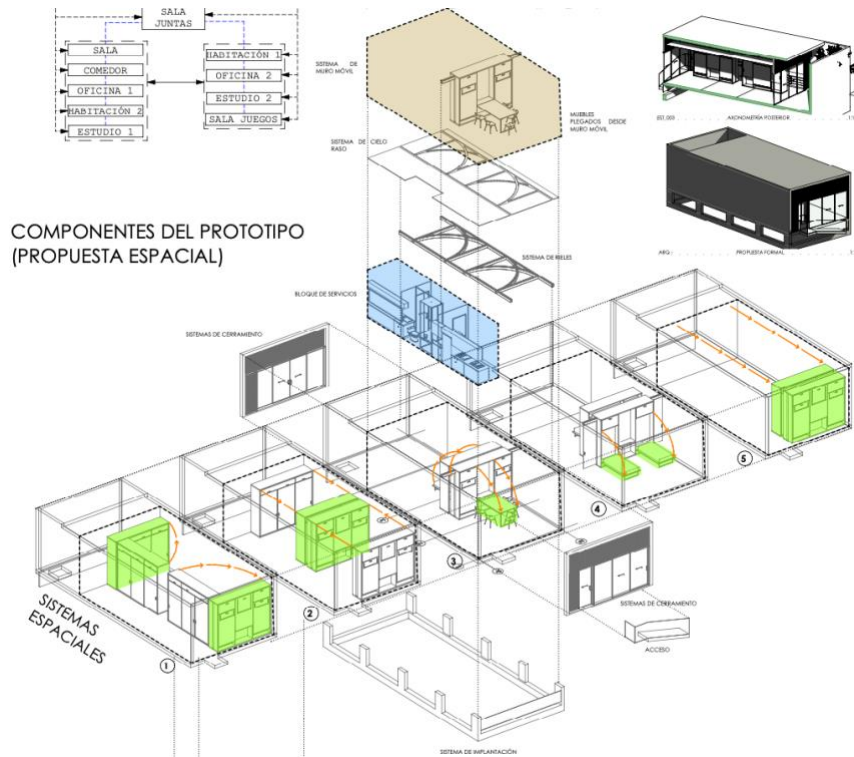 SALA
JUNTAS
SALA
COMEDOR
OFICINA 1
HABITACIÓN 2
ESTUDIO 1
HABITACIÓN 1
OFICINA 2
ESTUDIO 2
SALA JUEGOS
SISTEMA DE
MURO MÓVIL
MUEBLES
PLEGADOS DESDE
MURO MÓVIL
SISTEMA DE CIELO
RASO
AXONOMETRÍA POSTERIOR
PROPUESTA FORMAL
COMPONENTES DEL PROTOTIPO
(PROPUESTA ESPACIAL)
SISTEMA DE RIELES
BLOQUE DE SERVICIOS
SISTEMAS DE CERRAMIENTO
5
4
3
2
1
SISTEMAS
ESPACIALES
SISTEMAS DE CERRAMIENTO
ACCESO
SISTEMA DE IMPLANTACIÓN